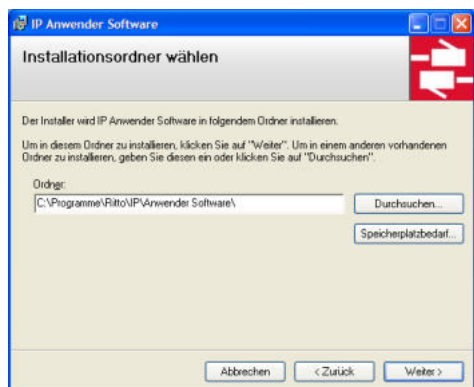 IP Anwender Software
Installationsordner wählen
Der Installer wird IP Anwender Software in folgendem Ordner installieren.
Um in diesem Ordner zu installieren, klicken Sie auf "Weiter". Um in einem anderen vorhandenen
Ordner zu installieren, geben Sie diesen ein oder klicken Sie auf "Durchsuchen".
Ordner:
C:\Programme\Ritto\IP\Anwender Software\
Durchsuchen...
Speicherplatzbedarf...
Abbrechen
< Zurück
Weiter >